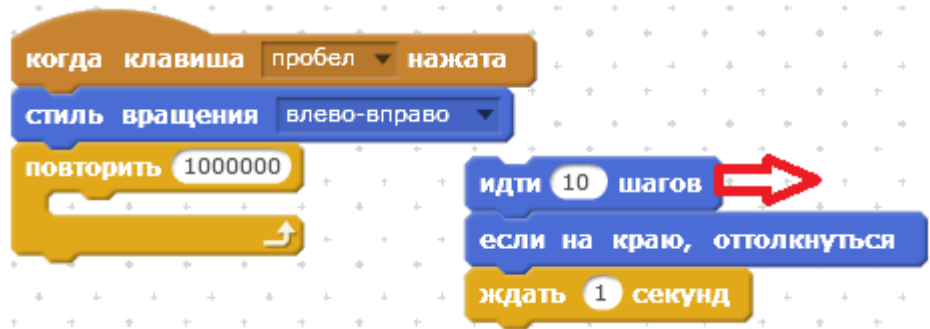 когда клавиша пробел нажата
стиль вращения влево-вправо
повторить 1000000
идти 10 шагов
если на краю, оттолкнуться
ждать 1 секунд